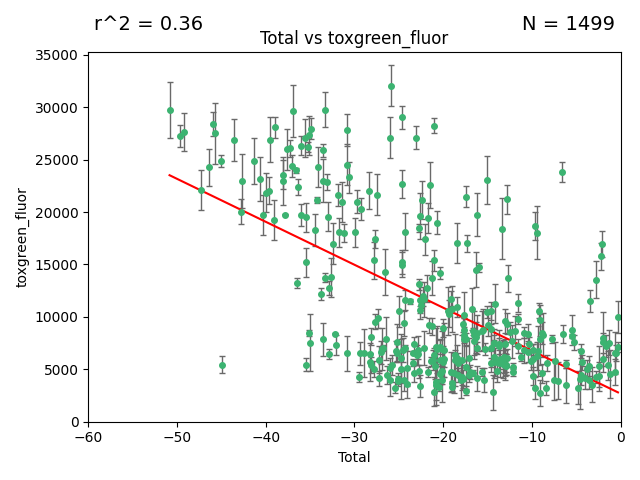 r^2 = 0.36 N = 1499
Total vs toxgreen_fluor
35000
30000
25000
20000
15000
10000
5000
0
toxgreen_fluor
−60 −50 −40 −30 −20 −10 0
Total